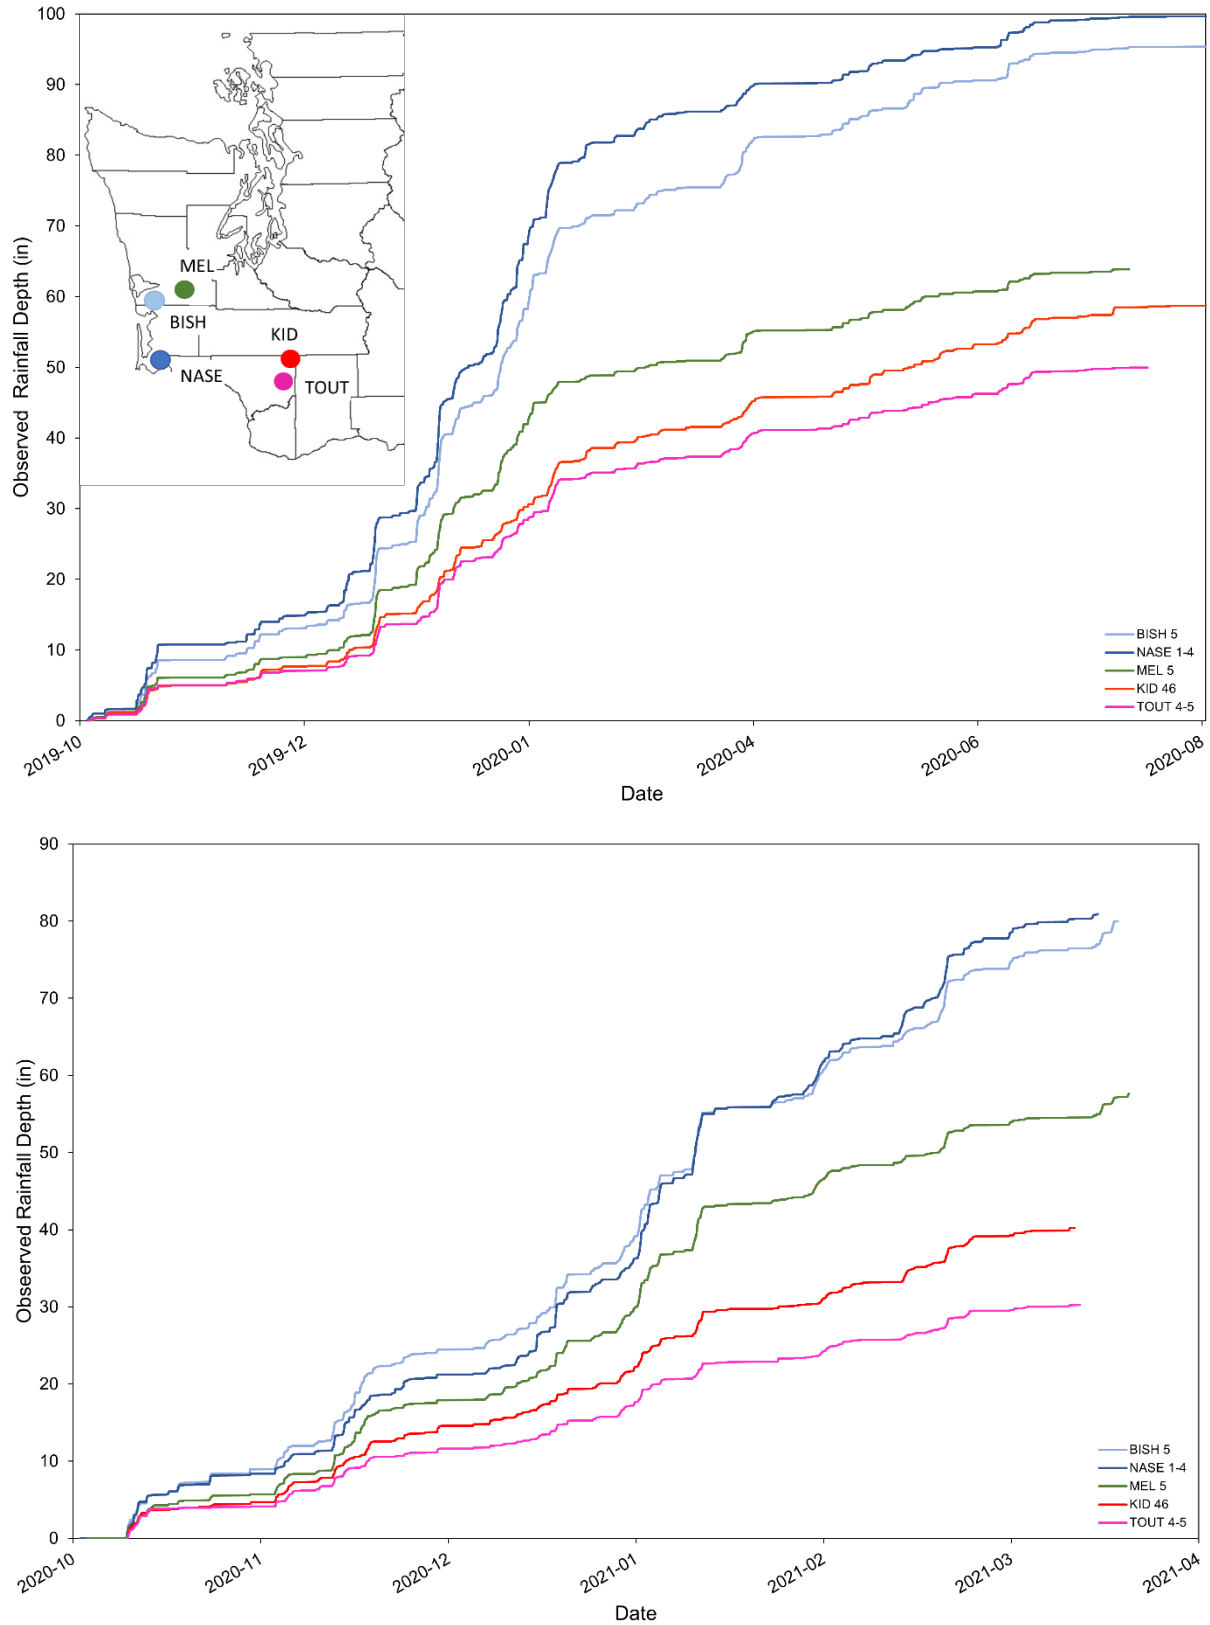 100
90
80
70
60
50
40
30
20
10
0
Observed Rainfall Depth (in)
MEL
BISH
KID
NASE
TOUT
BISH 5
NASE 1-4
MEL 5
KID 46
TOUT 4-5
2019-10
2019-12
2020-01
2020-04
2020-06
2020-08
Date
90
80
70
60
50
40
30
20
10
0
Obseerved Rainfall Depth (in)
BISH 5
NASE 1-4
MEL 5
KID 46
TOUT 4-5
2020-10
2020-11
2020-12
2021-01
2021-02
2021-03
2021-04
Date